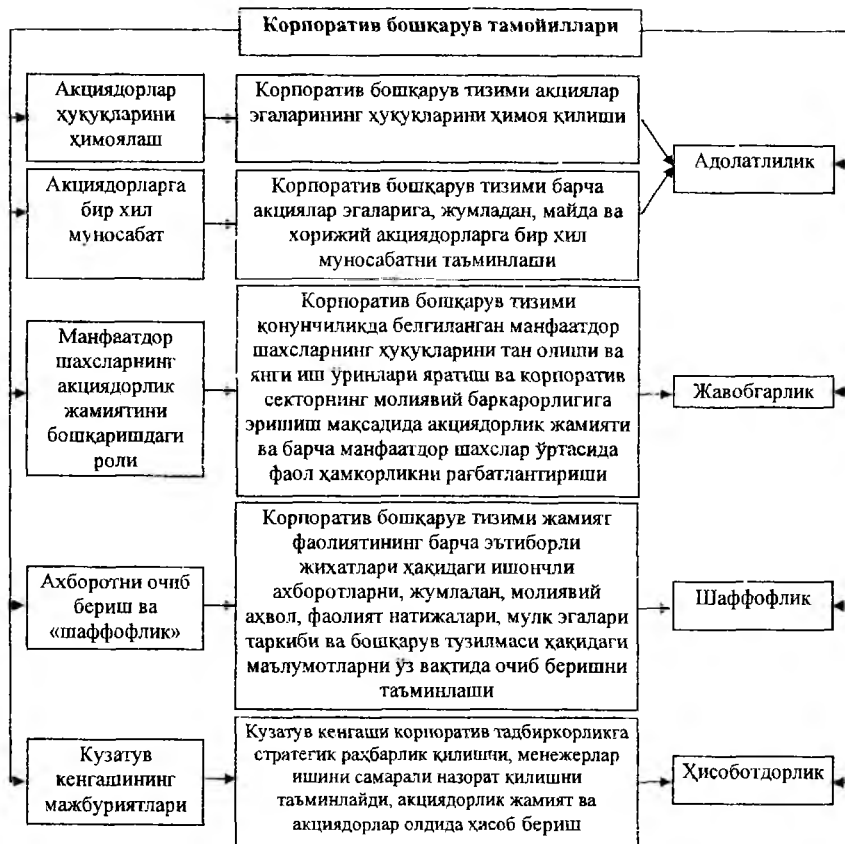 Корпоратив бошқарув тамойиллари
Акциядорлар
ҳуқуқларини
ҳимоялаш
Корпоратив бошқарув тизими акциялар
эгаларининг ҳуқуқларини ҳимоя қилиши
Адолатлилик
Акциядорларга
бир хил
муносабат
Корпоратив бошқарув тизими барча
акциялар эгаларига, жумладан, майда ва
хорижий акциядорларга бир хил
муносабатни таъминлаши
Манфаатдор
шахсларнинг
акциядорлик
жамиятини
бошқаришдаги
роли
Корпоратив бошқарув тизими
қонунчиликда белгиланган манфаатдор
шахсларнинг ҳуқуқларини тан олиши ва
янги иш ўринлари яратиш ва корпоратив
секторнинг молиявий баркарорлигига
эришиш мақсадида акциядорлик жамияти
ва барча манфаатдор шахслар ўртасида
фаол ҳамкорликни рағбатлантириши
Жавобгарлик
Ахборотни очиб
бериш ва
«шаффофлик»
Корпоратив бошқарув тизими жамият
фаолиятининг барча эътиборли
жихатлари ҳақидаги ишончли
ахборотларни, жумладан, молиявий
аҳвол, фаолият натижалари, мулк эгалари
таркиби ва бошқарув тузилмаси ҳақидаги
маълумотларни ўз вақтида очиб беришни
таъминлаши
Шаффофлик
Кузатув
кенгашининг
мажбуриятлари
Кузатув кенгаши корпоратив тадбиркорликга
стратегик раҳбарлик қилишни, менежерлар
ишини самарали назорат қилишни
таъминлайди, акциядорлик жамият ва
акциядорлар олдида ҳисоб бериш
Ҳисоботдорлик